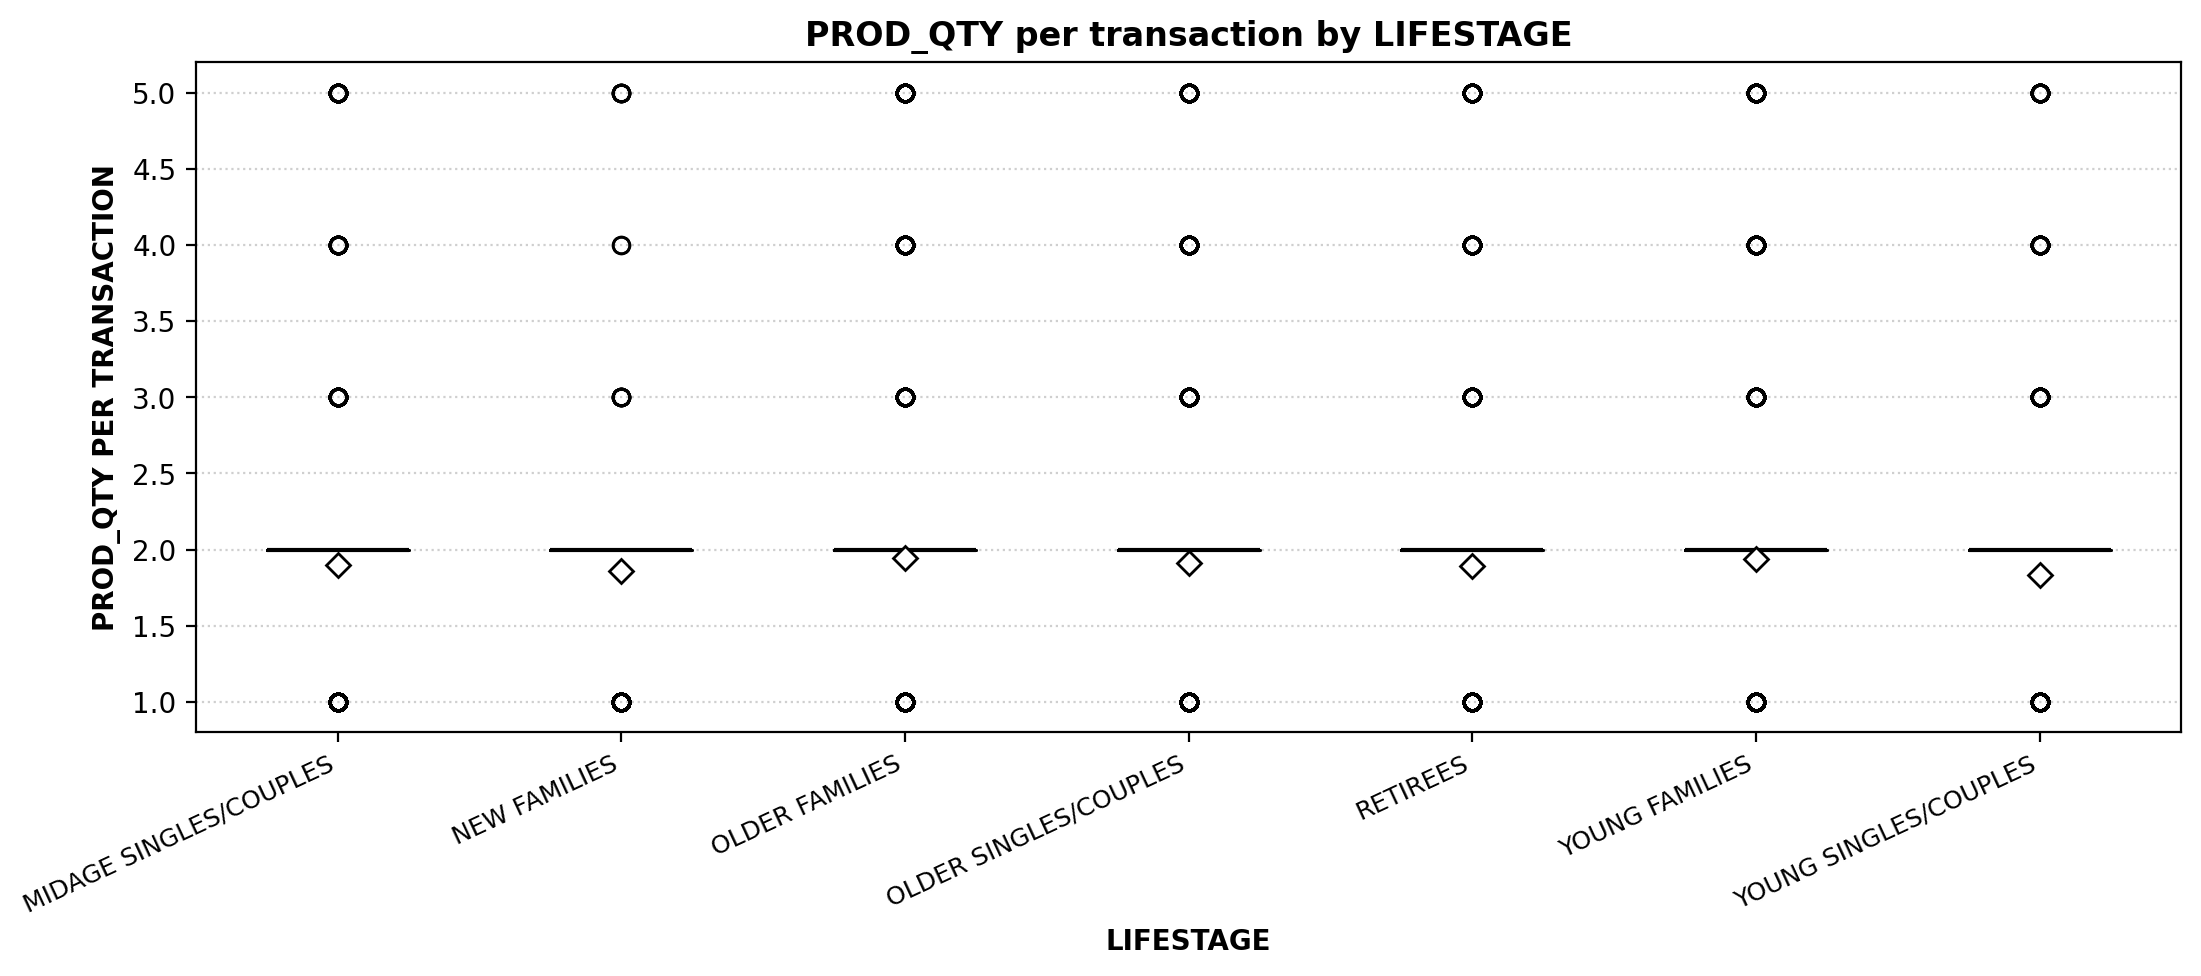 PROD_QTY per transaction by LIFESTAGE
PROD_QTY PER TRANSACTION
5.0
4.5
4.0
3.5
3.0
2.5
2.0
1.5
1.0
MIDAGE SINGLES/COUPLES
NEW FAMILIES
OLDER FAMILIES
OLDER SINGLES/COUPLES
RETIREES
YOUNG FAMILIES
YOUNG SINGLES/COUPLES
LIFESTAGE